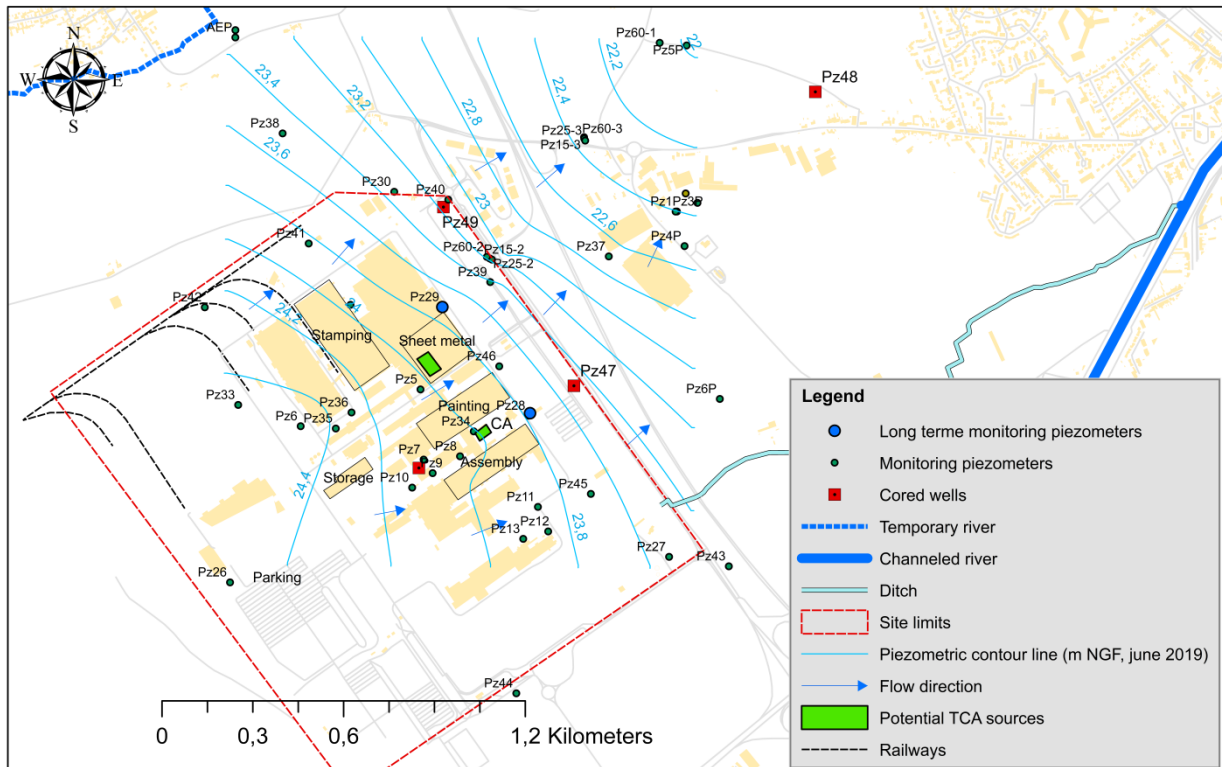 AEP
N
W
E
S
Pz60-1
Pz5P
22
22,2
22,4
22,8
23,2
23,4
23,6
Pz48
Pz38
Pz25-3
Pz60-3
Pz15-3
Pz30
Pz40
Pz49
23
22,6
Pz1
Pz3P
Pz4P
Pz41
Pz60-2
Pz15-2
Pz25-2
Pz37
Pz39
Pz42
24,2
24
Pz29
Stamping
Sheet metal
Pz46
Pz47
Pz5
Painting
Pz28
Pz6P
Pz33
Pz36
Pz6
Pz35
Pz34
CA
Pz7
Pz8
Pz9
Assembly
Storage
Pz10
24,4
Pz45
Pz11
Pz12
Pz13
23,8
Pz27
Pz43
Pz26
Parking
Pz44
0
0,3
0,6
1,2 Kilometers
Legend
Long terme monitoring piezometers
Monitoring piezometers
Cored wells
Temporary river
Channeled river
Ditch
Site limits
Piezometric contour line (m NGF, june 2019)
Flow direction
Potential TCA sources
Railways